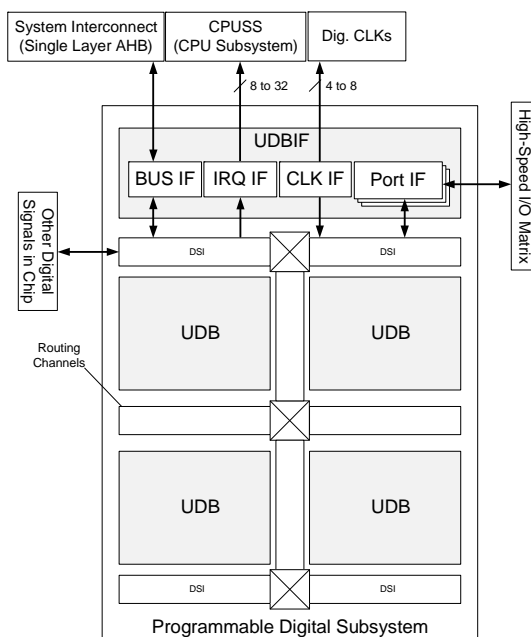 System Interconnect
(Single Layer AHB)
CPUSS
(CPU Subsystem)
Dig. CLKs
8 to 32
4 to 8
UDBIF
BUS IF
IRQ IF
CLK IF
Port IF
High-Speed I/O Matrix
Other Digital
Signals in Chip
DSI
DSI
UDB
UDB
Routing
Channels
UDB
UDB
DSI
DSI
Programmable Digital Subsystem